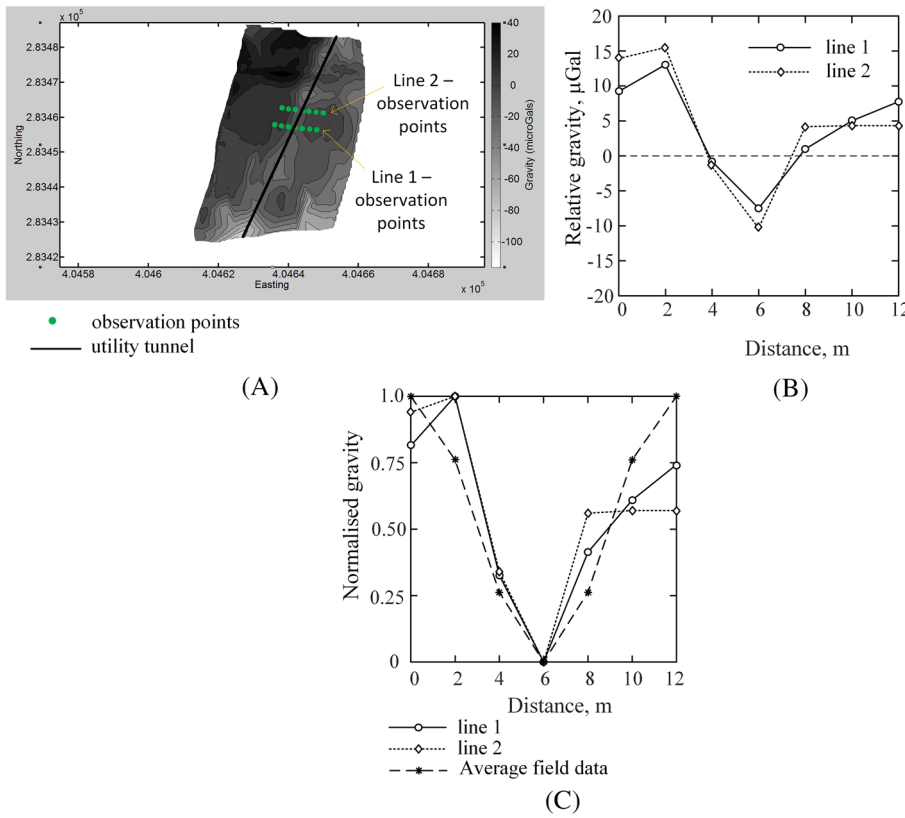 x 10⁵
2.8348
2.8347
2.8346
2.8345
2.8344
2.8343
2.8342
Northing
4.0458
4.046
4.0462
4.0464
4.0466
4.0468
Easting
x 10⁵
+40
20
0
-20
-40
-60
-80
-100
Gravity (microGals)
Line 2 –
observation
points
Line 1 –
observation
points
observation points
utility tunnel
(A)
20
15
10
5
0
-5
-10
-15
-20
Relative gravity, µGal
line 1
line 2
0 2 4 6 8 10 12
Distance, m
(B)
1.0
0.75
0.50
0.25
0
Normalised gravity
0 2 4 6 8 10 12
Distance, m
line 1
line 2
Average field data
(C)